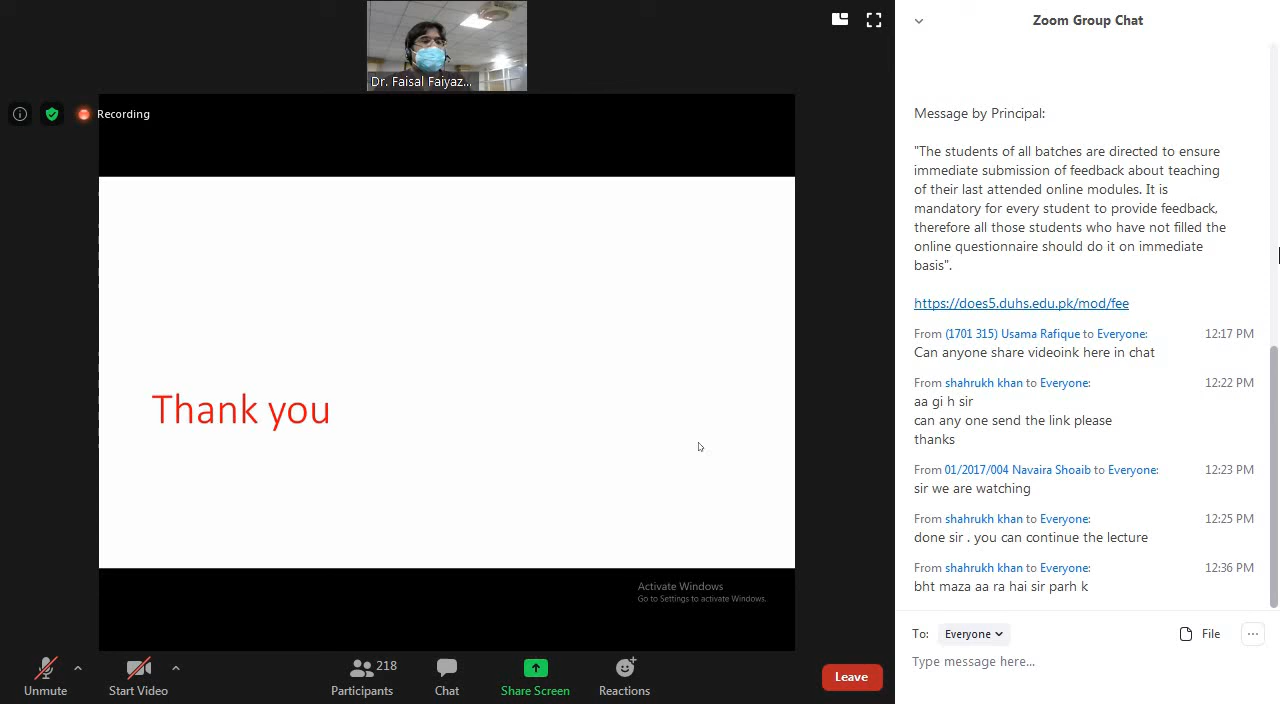 Dr. Faisal Faiyaz...
Recording
Thank you
Activate Windows
Go to Settings to activate Windows.
Unmute
Start Video
218
Participants
Chat
Share Screen
Reactions
Leave
Zoom Group Chat
Message by Principal:
"The students of all batches are directed to ensure
immediate submission of feedback about teaching
of their last attended online modules. It is
mandatory for every student to provide feedback,
therefore all those students who have not filled the
online questionnaire should do it on immediate
basis".
https://does5.duhs.edu.pk/mod/fee
From (1701 315) Usama Rafique to Everyone: 12:17 PM
Can anyone share videoink here in chat
From shahrukh khan to Everyone: 12:22 PM
aa gi h sir
can any one send the link please
thanks
From 01/2017/004 Navaira Shoaib to Everyone: 12:23 PM
sir we are watching
From shahrukh khan to Everyone: 12:25 PM
done sir . you can continue the lecture
From shahrukh khan to Everyone: 12:36 PM
bht maza aa ra hai sir parh k
To: Everyone File
Type message here...